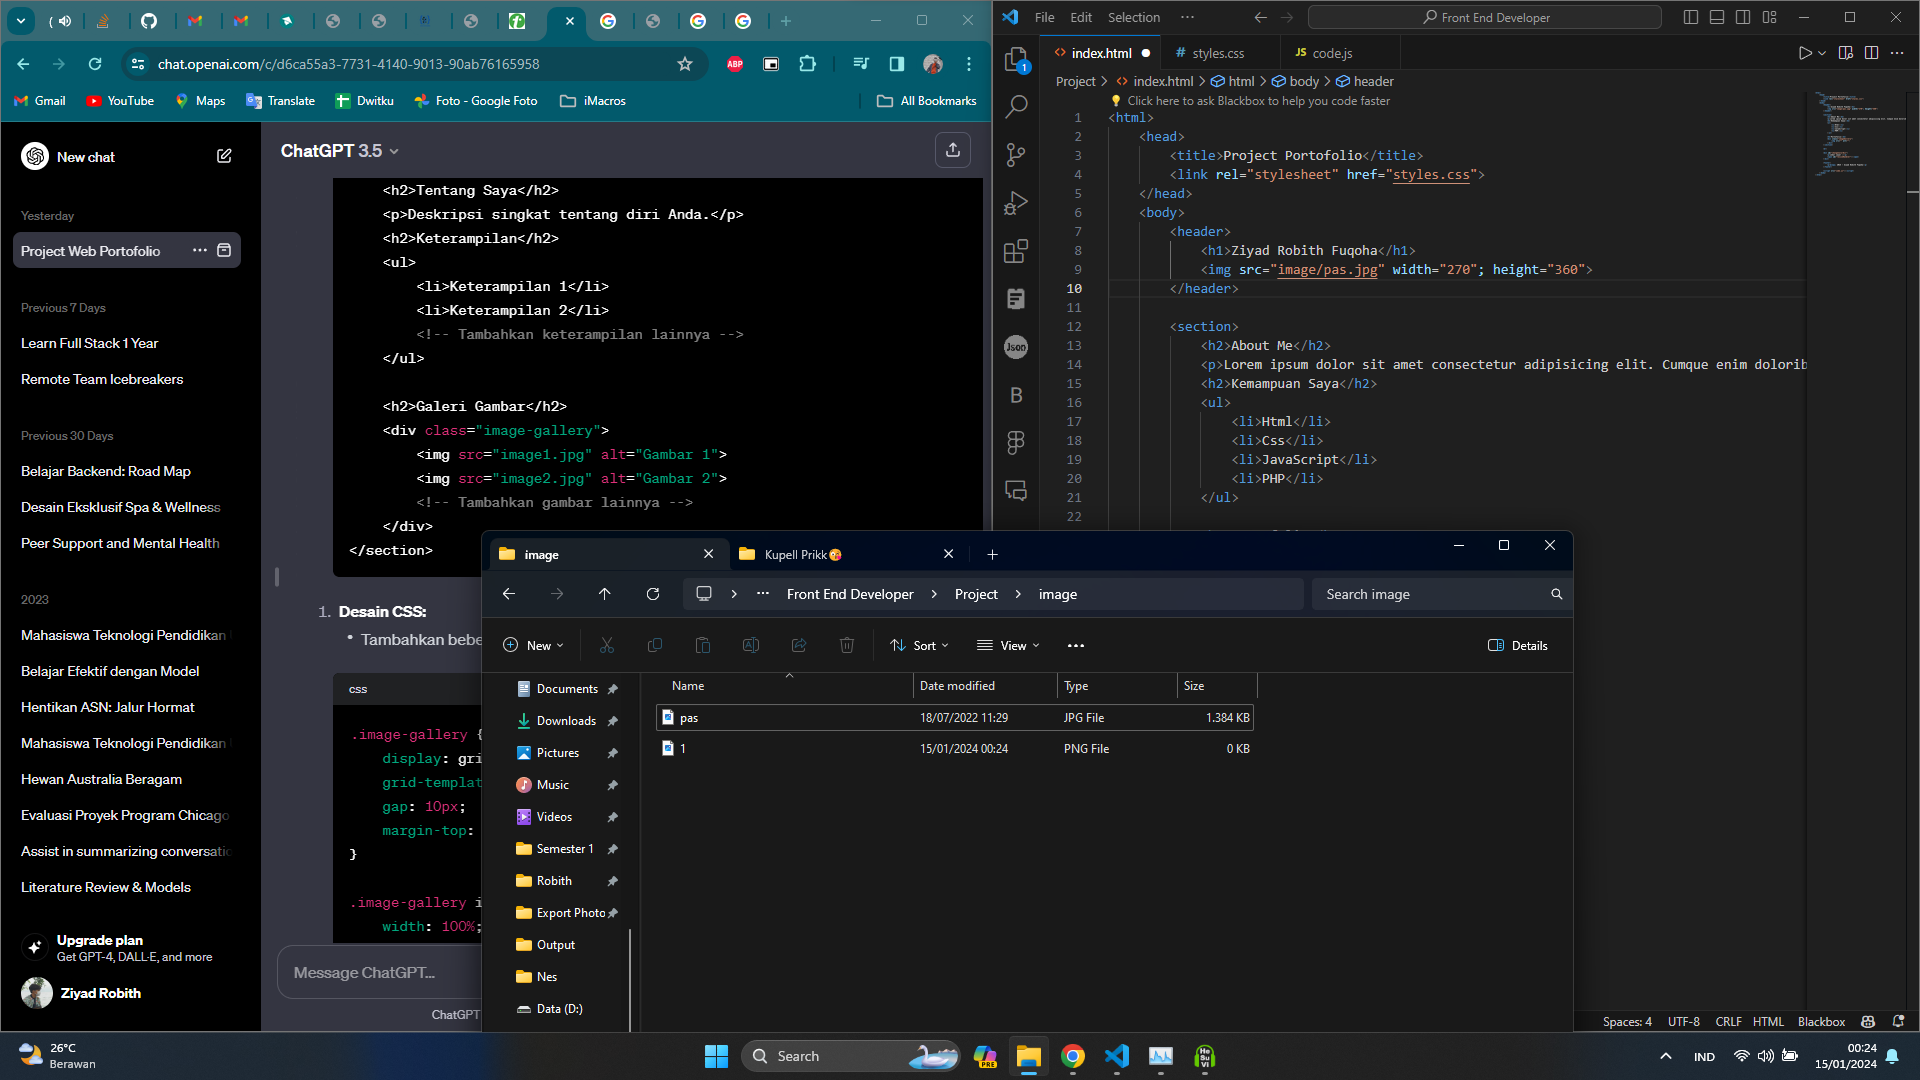 chat.openai.com/c/d6ca55a3-7731-4140-9013-90ab76165958
ABP
Gmail
YouTube
Maps
Translate
Dwitku
Foto - Google Foto
iMacros
All Bookmarks
New chat
Yesterday
Project Web Portofolio
Previous 7 Days
Learn Full Stack 1 Year
Remote Team Icebreakers
Previous 30 Days
Belajar Backend: Road Map
Desain Eksklusif Spa & Wellness
Peer Support and Mental Health
2023
Mahasiswa Teknologi Pendidikan
Belajar Efektif dengan Model
Hentikan ASN: Jalur Hormat
Mahasiswa Teknologi Pendidikan
Hewan Australia Beragam
Evaluasi Proyek Program Chicago
Assist in summarizing conversatio
Literature Review & Models
Upgrade plan
Get GPT-4, DALL·E, and more
Ziyad Robith
ChatGPT 3.5
<h2>Tentang Saya</h2>
<p>Deskripsi singkat tentang diri Anda.</p>
<h2>Keterampilan</h2>
<ul>
<li>Keterampilan 1</li>
<li>Keterampilan 2</li>
<!-- Tambahkan keterampilan lainnya -->
</ul>
<h2>Galeri Gambar</h2>
<div class="image-gallery">
<img src="image1.jpg" alt="Gambar 1">
<img src="image2.jpg" alt="Gambar 2">
<!-- Tambahkan gambar lainnya -->
</div>
</section>
1. Desain CSS:
• Tambahkan bebe
css
.image-gallery {
display: gri
grid-templat
gap: 10px;
margin-top:
}
.image-gallery i
width: 100%;
Message ChatGPT...
ChatGPT
File Edit Selection ···
Front End Developer
index.html
# styles.css
JS code.js
Project > index.html > html > body > header
Click here to ask Blackbox to help you code faster
1 <html>
2 <head>
3 <title>Project Portofolio</title>
4 <link rel="stylesheet" href="styles.css">
5 </head>
6 <body>
7 <header>
8 <h1>Ziyad Robith Fuqoha</h1>
9 <img src="image/pas.jpg" width="270"; height="360">
10 </header>
11
12 <section>
13 <h2>About Me</h2>
14 <p>Lorem ipsum dolor sit amet consectetur adipisicing elit. Cumque enim dolorib
15 <h2>Kemampuan Saya</h2>
16 <ul>
17 <li>Html</li>
18 <li>Css</li>
19 <li>JavaScript</li>
20 <li>PHP</li>
21 </ul>
22
1
Json
B
image
Kupell Prikk😜
··· Front End Developer > Project > image
Search image
New
Sort
View
Details
Documents
Downloads
Pictures
Music
Videos
Semester 1
Robith
Export Photo
Output
Nes
Data (D:)
Name Date modified Type Size
pas 18/07/2022 11:29 JPG File 1.384 KB
1 15/01/2024 00:24 PNG File 0 KB
Spaces: 4 UTF-8 CRLF HTML Blackbox
26°C
Berawan
Search
PRE
HeSuVi
IND
00:24
15/01/2024